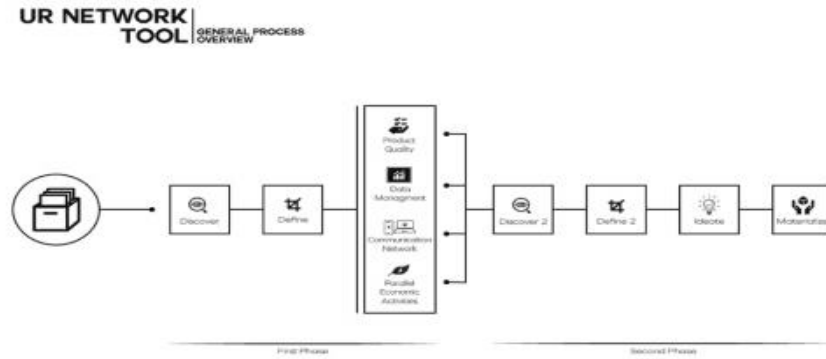 UR NETWORK
TOOL
GENERAL PROCESS
OVERVIEW
Discover
Define
Product
Quality
Data
Managment
Communication
Network
Parallel
Economic
Activities
Discover 2
Define 2
Ideate
Materialize
First Phase
Second Phase